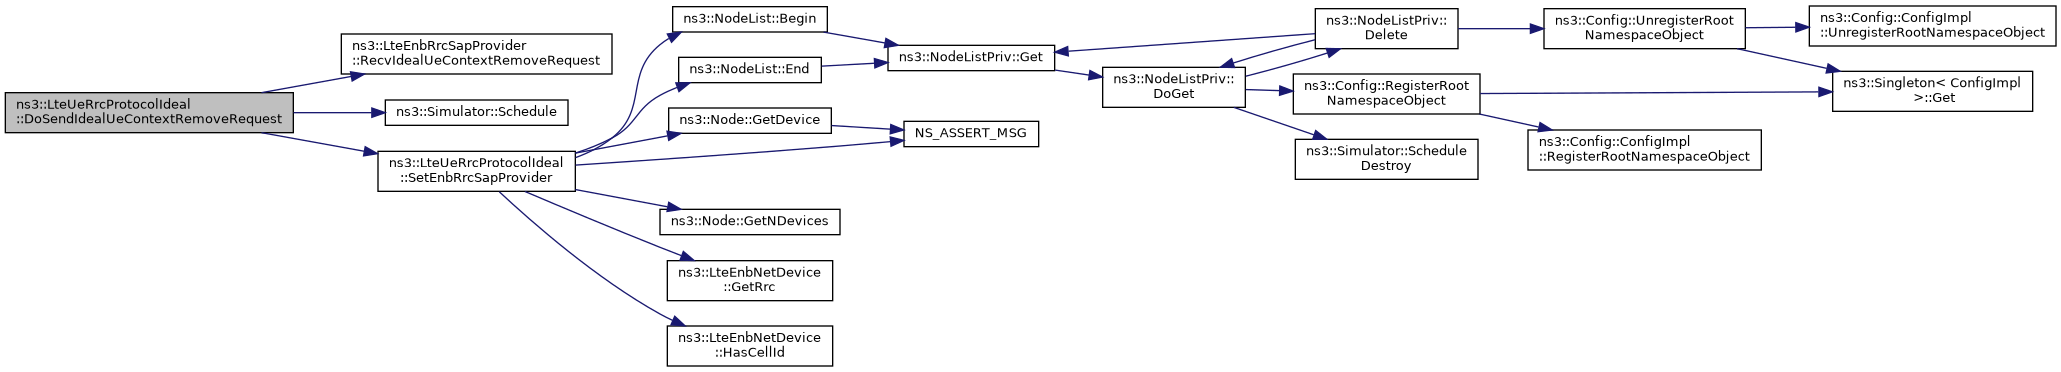 ns3::LteUeRrcProtocolIdeal
::DoSendIdealUeContextRemoveRequest
ns3::LteEnbRrcSapProvider
::RecvIdealUeContextRemoveRequest
ns3::Simulator::Schedule
ns3::LteUeRrcProtocolIdeal
::SetEnbRrcSapProvider
ns3::NodeList::Begin
ns3::NodeList::End
ns3::Node::GetDevice
ns3::Node::GetNDevices
ns3::LteEnbNetDevice
::GetRrc
ns3::LteEnbNetDevice
::HasCellId
ns3::NodeListPriv::Get
NS_ASSERT_MSG
ns3::NodeListPriv::
DoGet
ns3::NodeListPriv::
Delete
ns3::Config::RegisterRoot
NamespaceObject
ns3::Simulator::Schedule
Destroy
ns3::Config::UnregisterRoot
NamespaceObject
ns3::Config::ConfigImpl
::RegisterRootNamespaceObject
ns3::Config::ConfigImpl
::UnregisterRootNamespaceObject
ns3::Singleton< ConfigImpl
>::Get